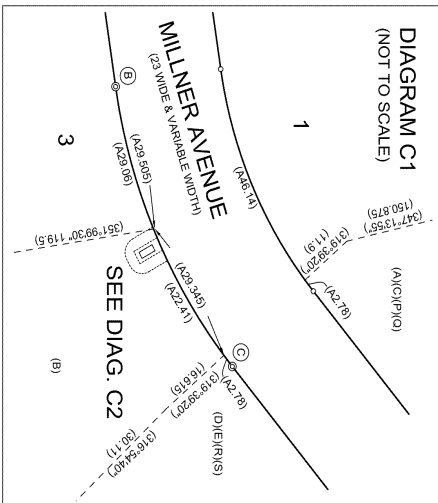 DIAGRAM C1
(NOT TO SCALE)
(347°13'55"
(150.875)
(A)(C)(P)(Q)
(319°39'20")
(11.9)
(A2.78)
1
(A46.14)
MILLNER AVENUE
(23 WIDE & VARIABLE WIDTH)
B
(A29.505)
(A29.06)
3
(351°99'30" 119.5)
(A29.345)
(A22.41)
SEE DIAG. C2
C
(A2.78)
(319°39'20")
(16.615)
(D)(E)(R)(S)
(316°54'40")
(30.11)
(B)